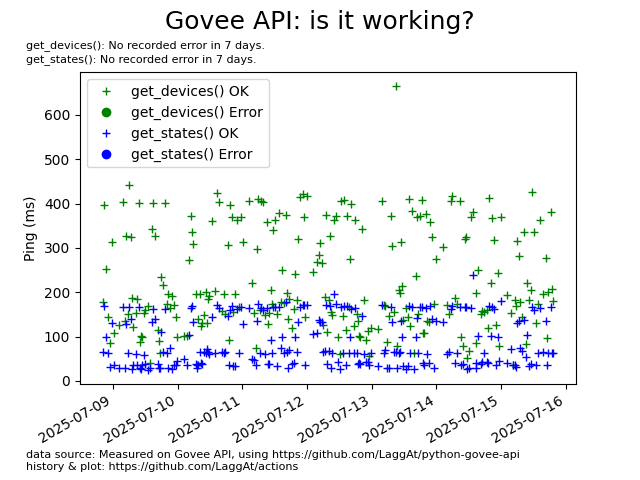 Govee API: is it working?
get_devices(): No recorded error in 7 days.
get_states(): No recorded error in 7 days.
get_devices() OK
get_devices() Error
get_states() OK
get_states() Error
Ping (ms)
600
500
400
300
200
100
0
2025-07-09
2025-07-10
2025-07-11
2025-07-12
2025-07-13
2025-07-14
2025-07-15
2025-07-16
data source: Measured on Govee API, using https://github.com/LaggAt/python-govee-api
history & plot: https://github.com/LaggAt/actions